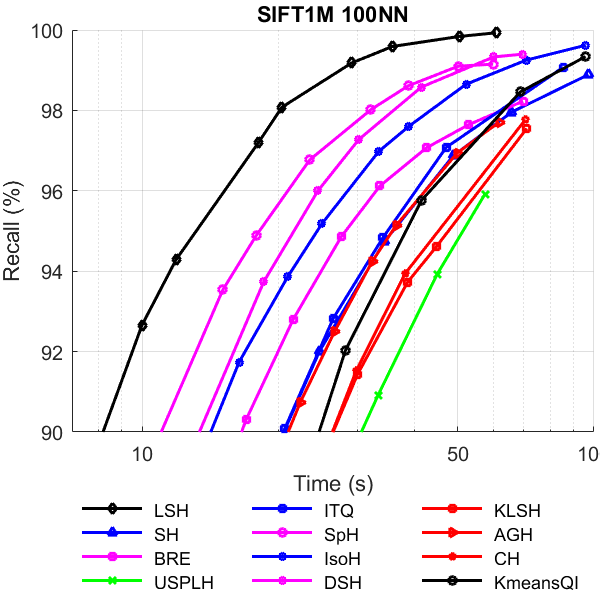 SIFT1M 100NN
100
98
96
94
92
90
Recall (%)
10
50
10
Time (s)
LSH
ITQ
KLSH
SH
SpH
AGH
BRE
IsoH
CH
USPLH
DSH
KmeansQI